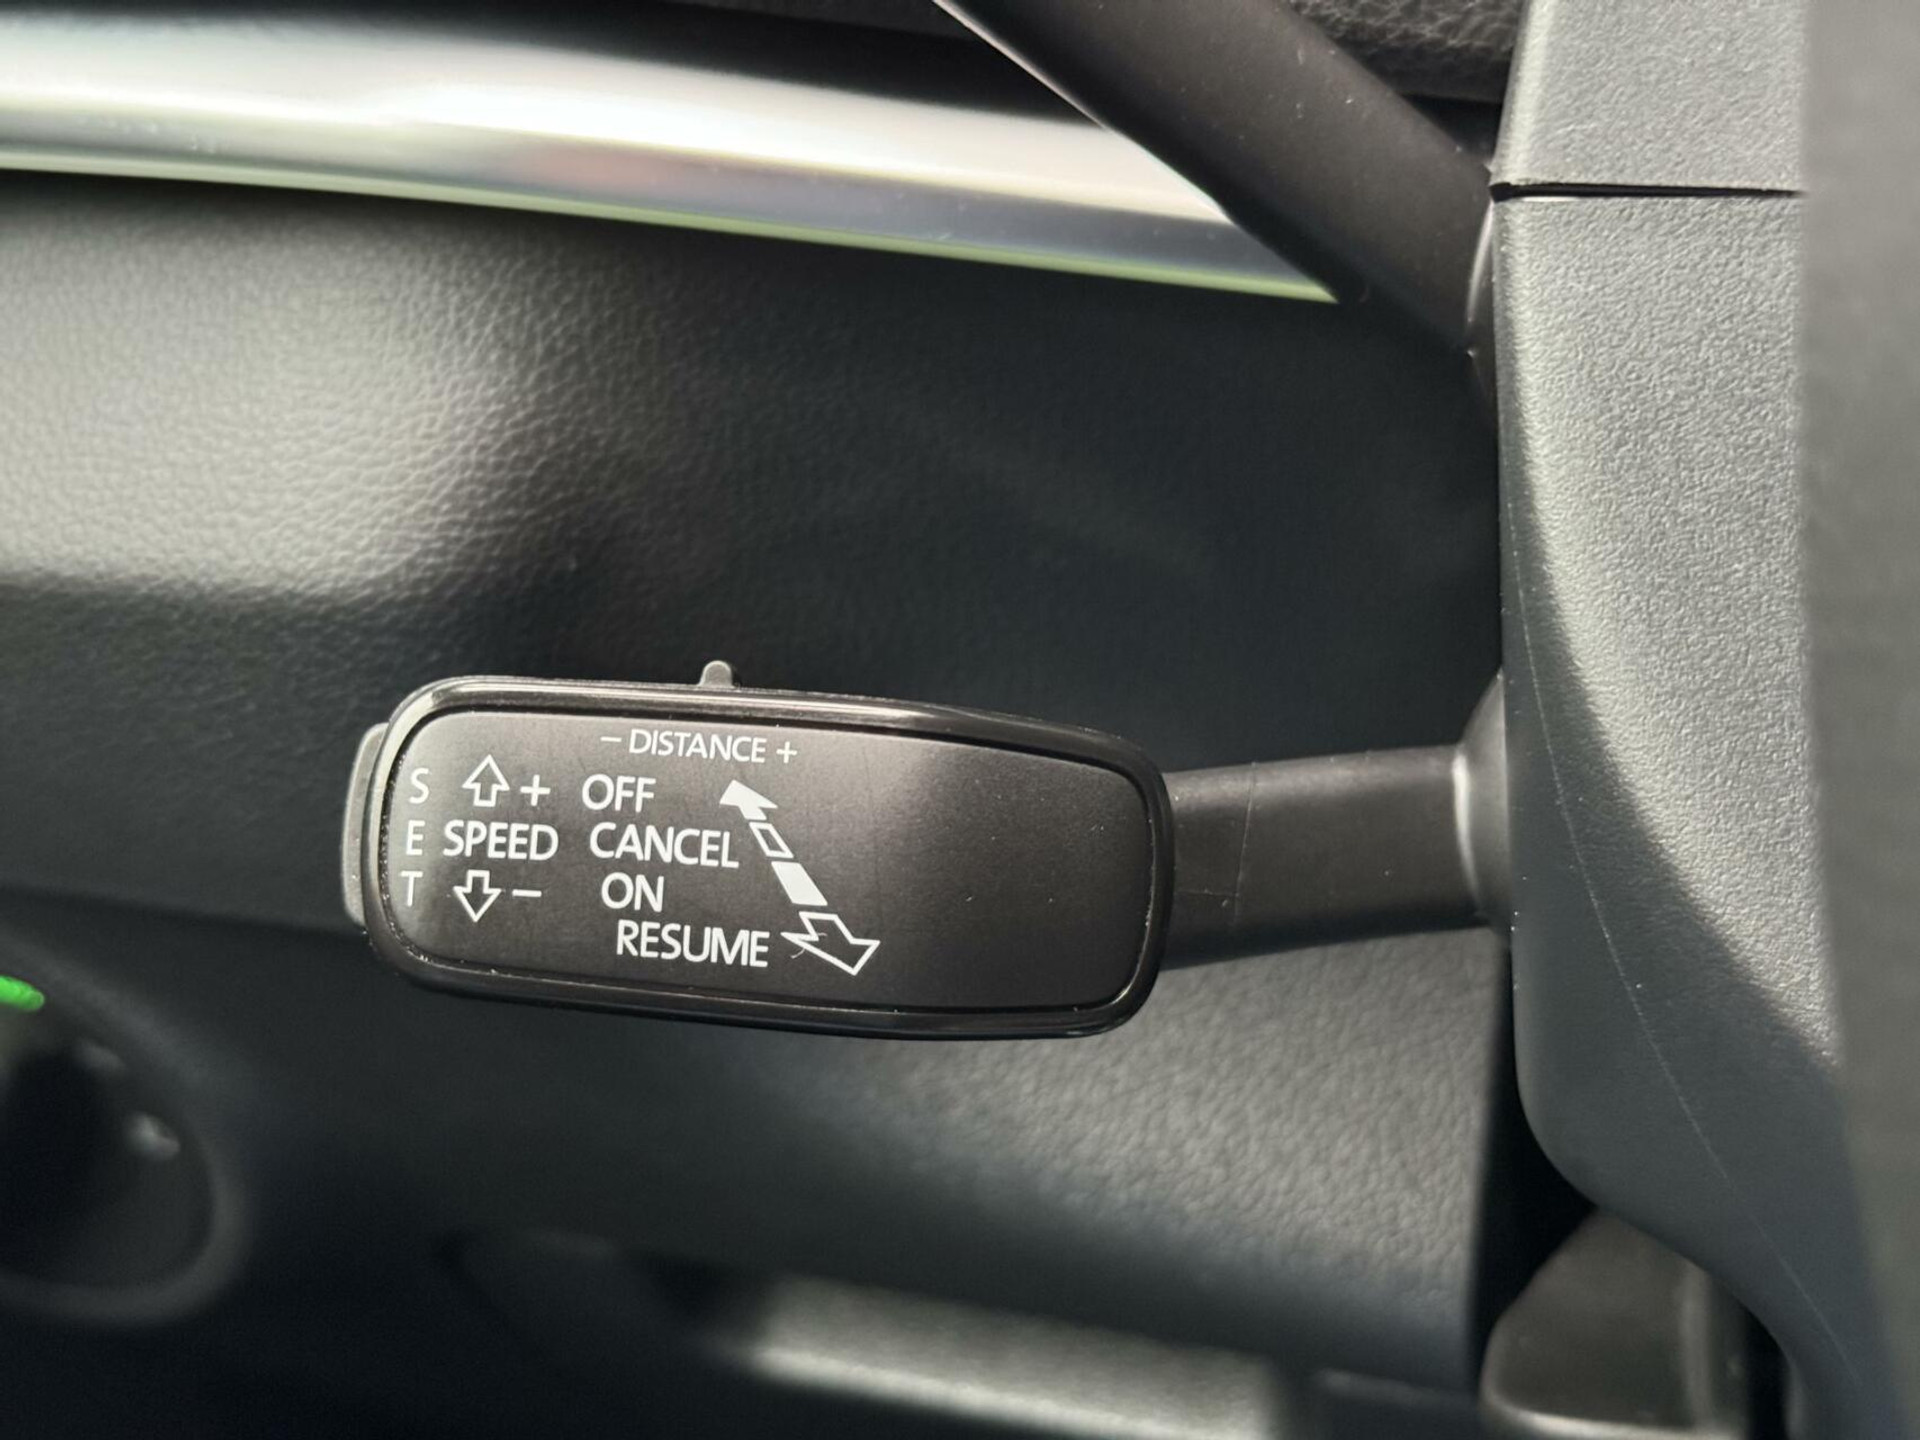 – DISTANCE +
S + OFF
E SPEED CANCEL
T – ON
RESUME